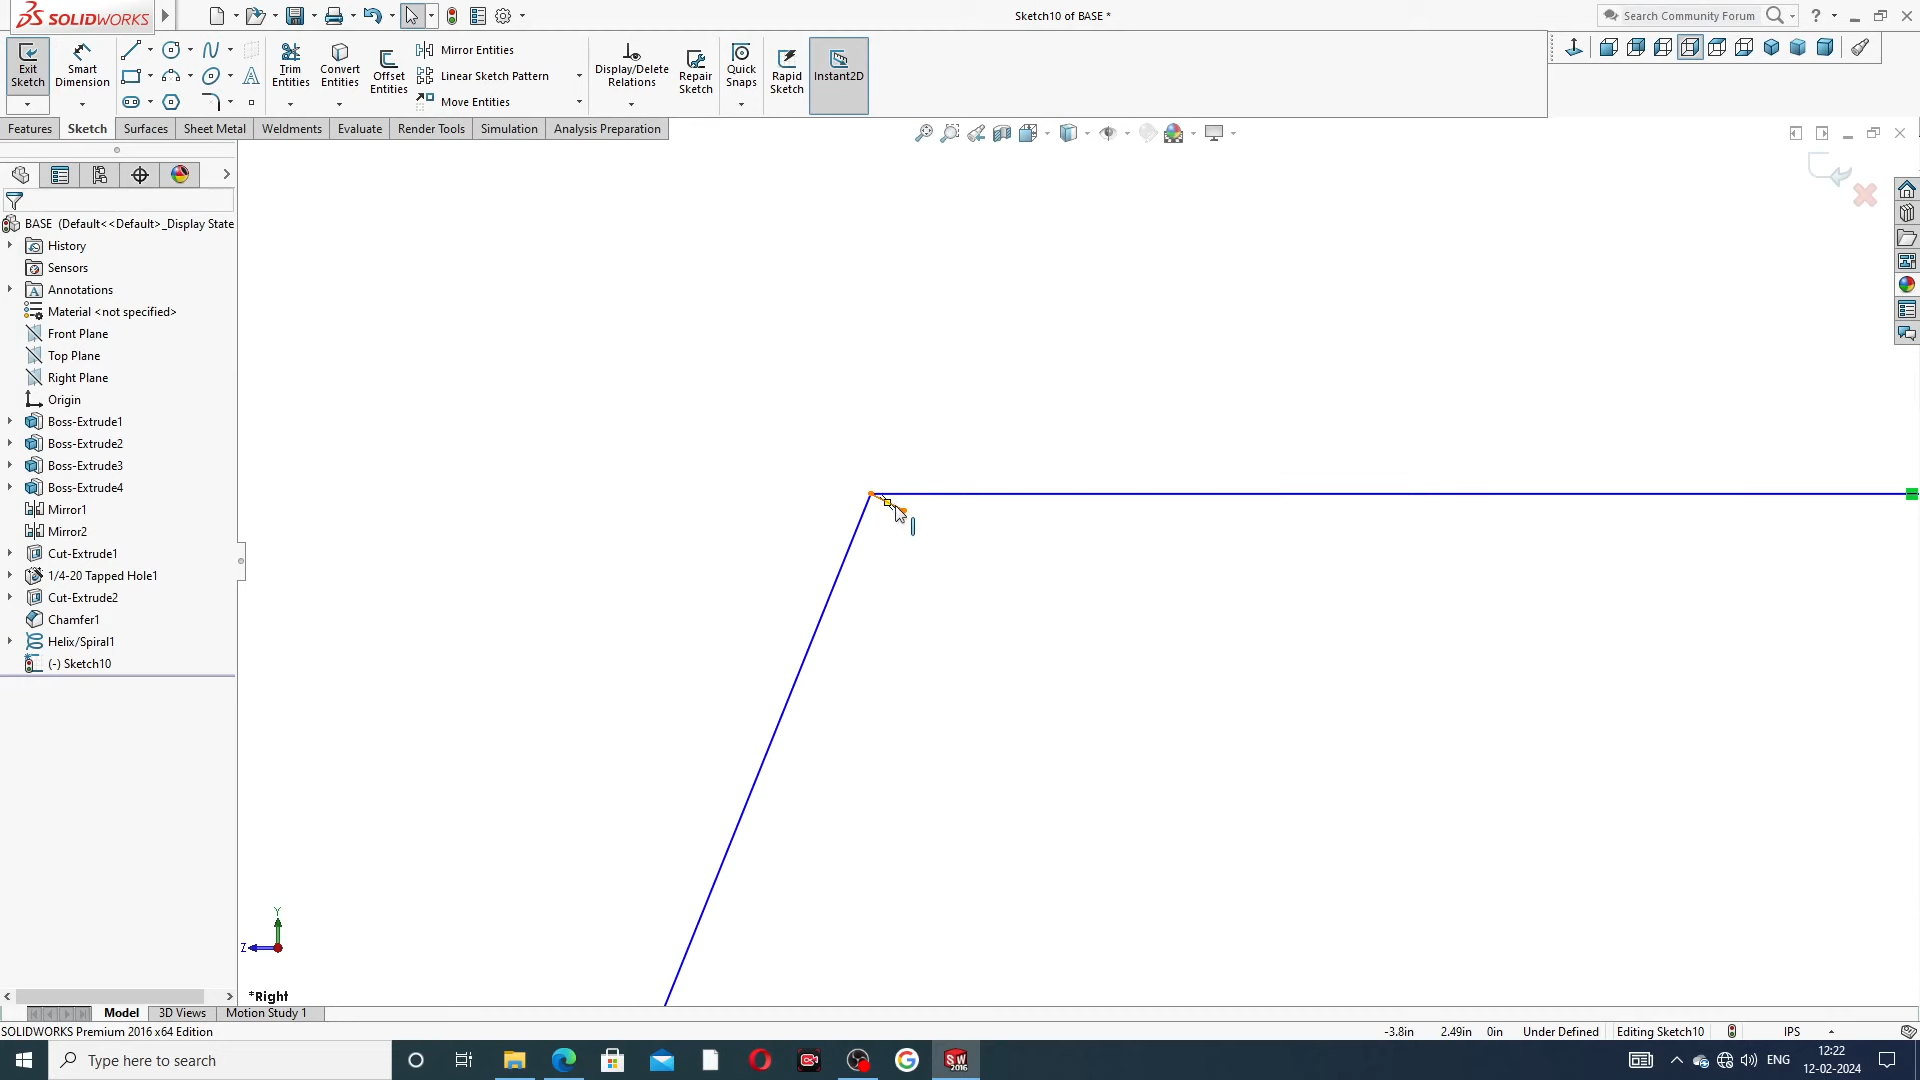 SOLIDWORKS
Sketch10 of BASE *
Search Community Forum
Exit Sketch
Smart Dimension
Trim Entities
Convert Entities
Offset Entities
Mirror Entities
Linear Sketch Pattern
Move Entities
Display/Delete Relations
Repair Sketch
Quick Snaps
Rapid Sketch
Instant2D
Features
Sketch
Surfaces
Sheet Metal
Weldments
Evaluate
Render Tools
Simulation
Analysis Preparation
BASE (Default<<Default>_Display State
History
Sensors
Annotations
Material <not specified>
Front Plane
Top Plane
Right Plane
Origin
Boss-Extrude1
Boss-Extrude2
Boss-Extrude3
Boss-Extrude4
Mirror1
Mirror2
Cut-Extrude1
1/4-20 Tapped Hole1
Cut-Extrude2
Chamfer1
Helix/Spiral1
(-) Sketch10
Y
Z
*Right
Model
3D Views
Motion Study 1
SOLIDWORKS Premium 2016 x64 Edition
-3.8in
2.49in
0in
Under Defined
Editing Sketch10
IPS
Type here to search
SW
2016
ENG
12:22
12-02-2024